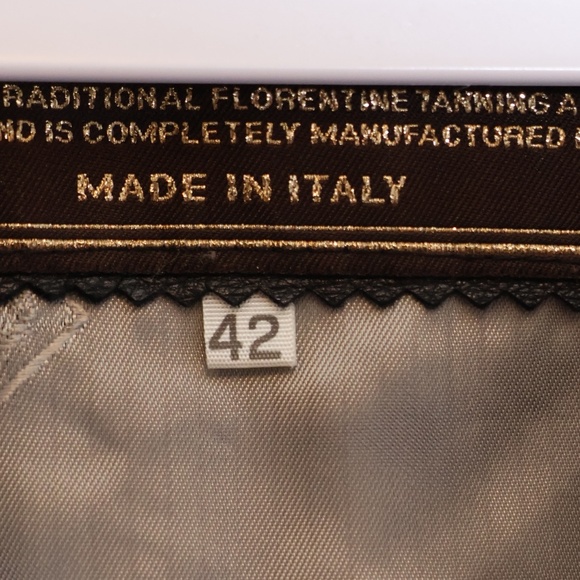 RADITIONAL FLORENTINE TANNING A
ND IS COMPLETELY MANUFACTURED
MADE IN ITALY
42